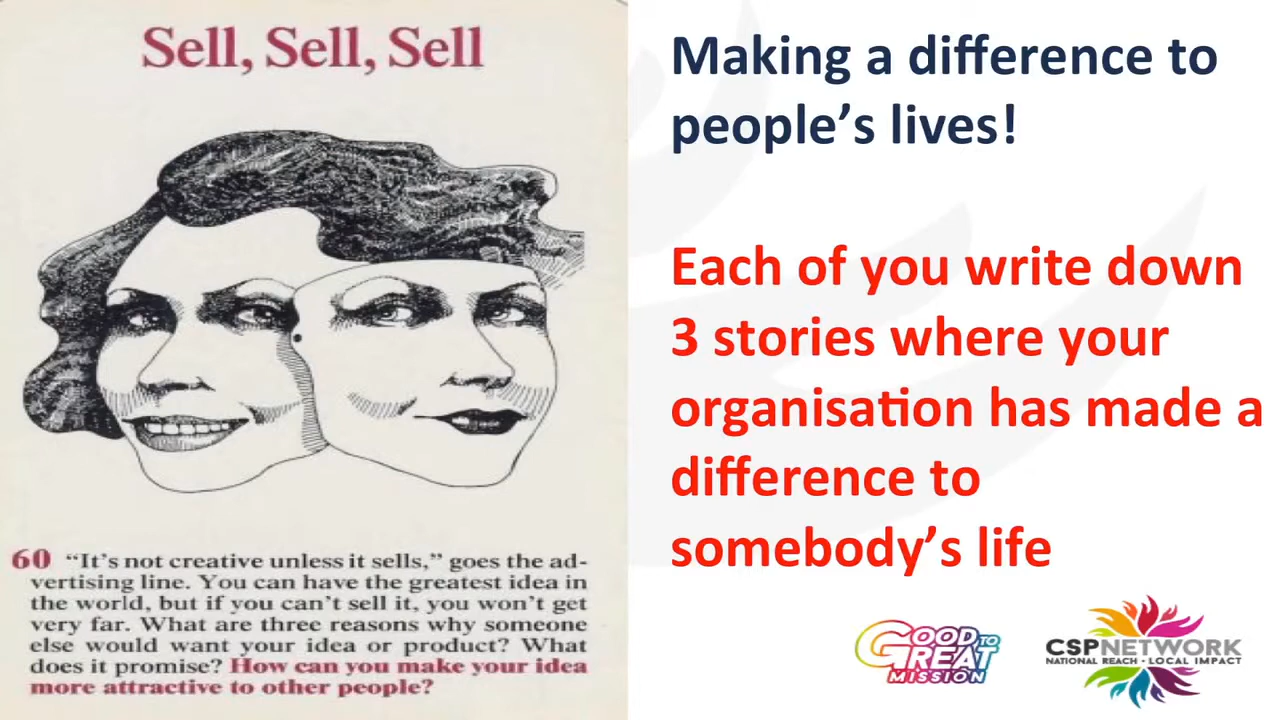 Sell, Sell, Sell
60 “It’s not creative unless it sells,” goes the ad-
vertising line. You can have the greatest idea in
the world, but if you can’t sell it, you won’t get
very far. What are three reasons why someone
else would want your idea or product? What
does it promise? How can you make your idea
more attractive to other people?
Making a difference to
people’s lives!
Each of you write down
3 stories where your
organisation has made a
difference to
somebody’s life
GOOD TO
GREAT
MISSION
CSPNETWORK
NATIONAL REACH • LOCAL IMPACT